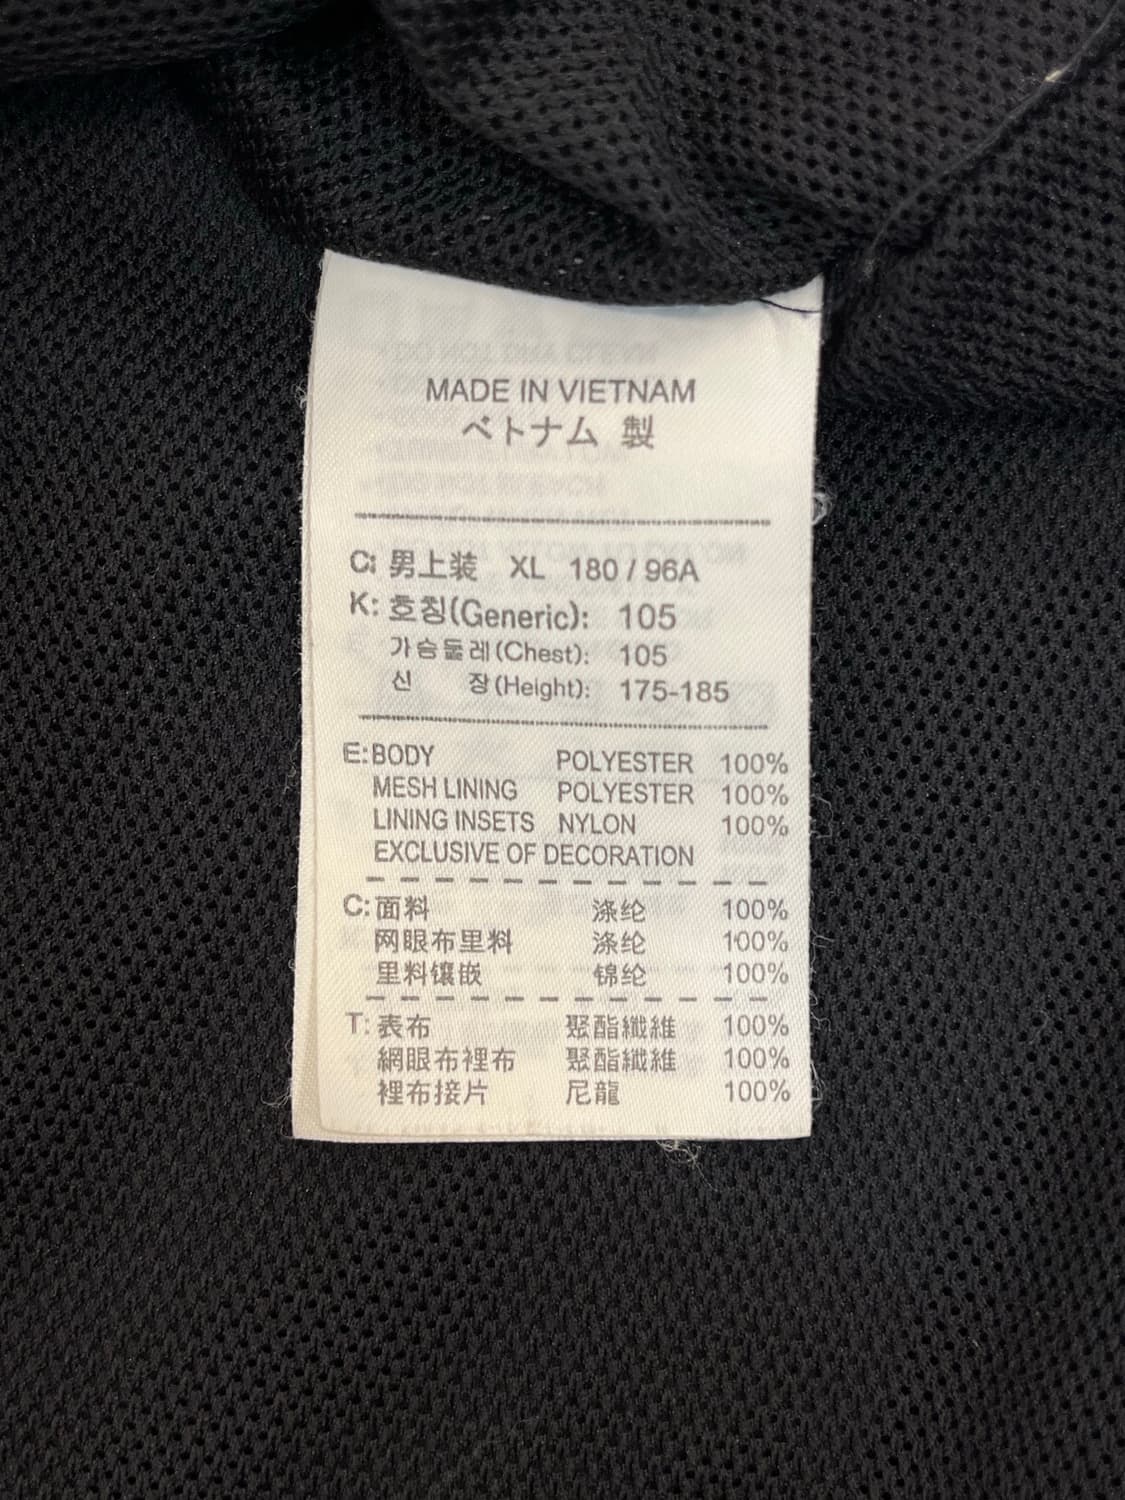 MADE IN VIETNAM
ベトナム 製
C: 男上装 XL 180 / 96A
K: 호칭(Generic): 105
가슴둘레(Chest): 105
신 장(Height): 175-185
E: BODY POLYESTER 100%
MESH LINING POLYESTER 100%
LINING INSETS NYLON 100%
EXCLUSIVE OF DECORATION
C: 面料 涤纶 100%
网眼布里料 涤纶 100%
里料镶嵌 锦纶 100%
T: 表布 聚酯纖維 100%
網眼布裡布 聚酯纖維 100%
裡布接片 尼龍 100%